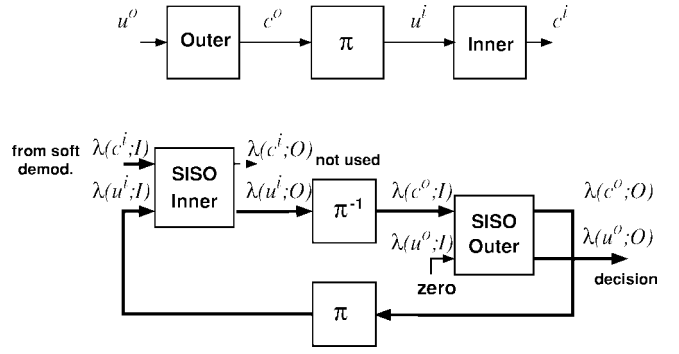 u^o Outer c^o π u^i Inner c^i
from soft demod.
λ(c^i;I)
λ(u^i;I)
SISO Inner
λ(c^i;O)
not used
λ(u^i;O)
π^-1
λ(c^o;I)
λ(u^o;I)
zero
SISO Outer
λ(c^o;O)
λ(u^o;O)
decision
π